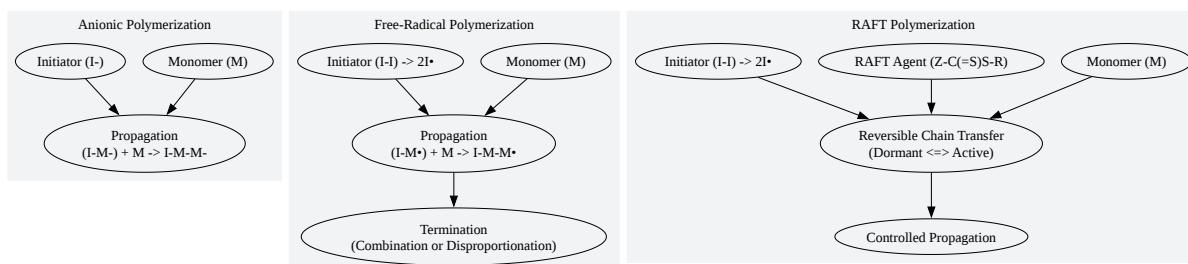 Anionic Polymerization
Initiator (I-)
Monomer (M)
Propagation
(I-M-) + M -> I-M-M-
Free-Radical Polymerization
Initiator (I-I) -> 2I•
Monomer (M)
Propagation
(I-M•) + M -> I-M-M•
Termination
(Combination or Disproportionation)
RAFT Polymerization
Initiator (I-I) -> 2I•
RAFT Agent (Z-C(=S)S-R)
Monomer (M)
Reversible Chain Transfer
(Dormant <=> Active)
Controlled Propagation